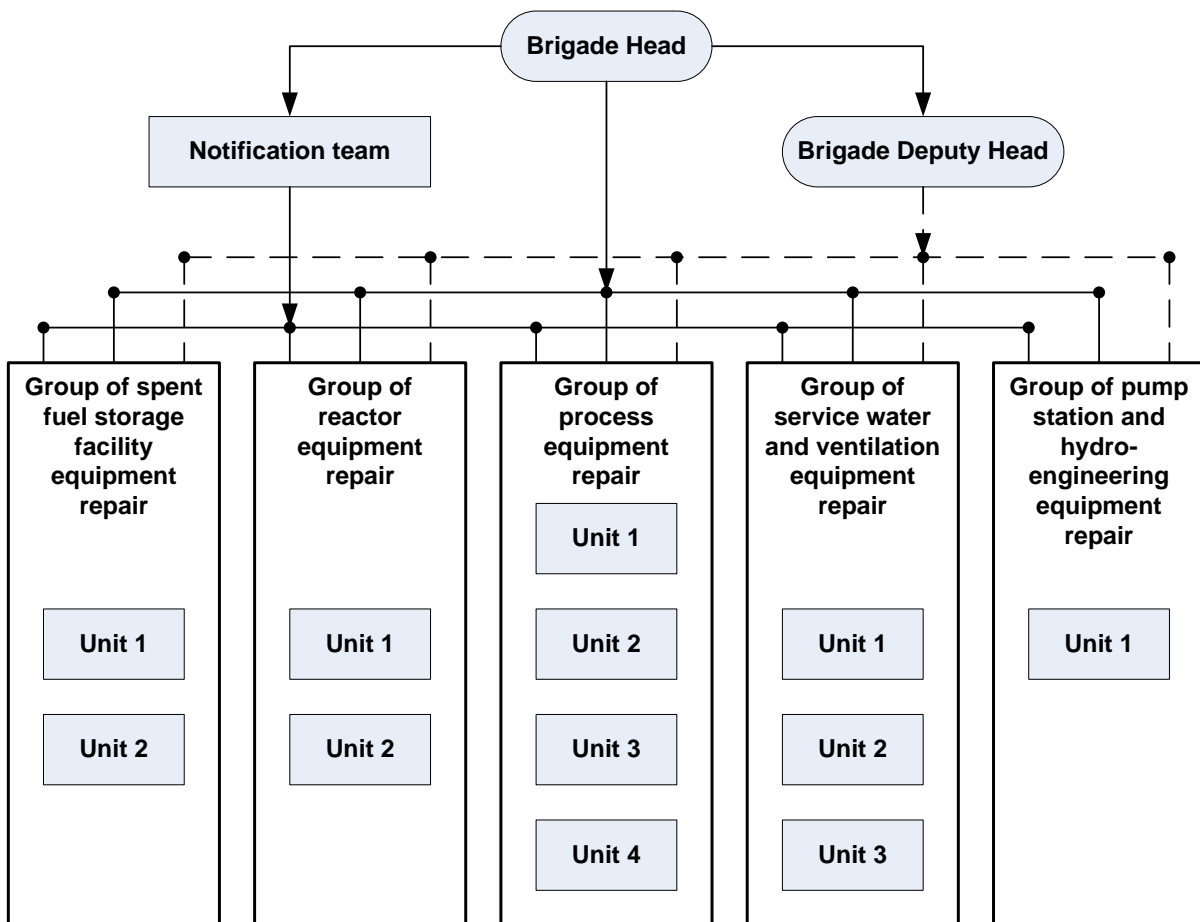 Brigade Head
Notification team
Brigade Deputy Head
Group of spent
fuel storage
facility
equipment
repair
Unit 1
Unit 2
Group of
reactor
equipment
repair
Unit 1
Unit 2
Group of
process
equipment
repair
Unit 1
Unit 2
Unit 3
Unit 4
Group of
service water
and ventilation
equipment
repair
Unit 1
Unit 2
Unit 3
Group of pump
station and
hydro-
engineering
equipment
repair
Unit 1